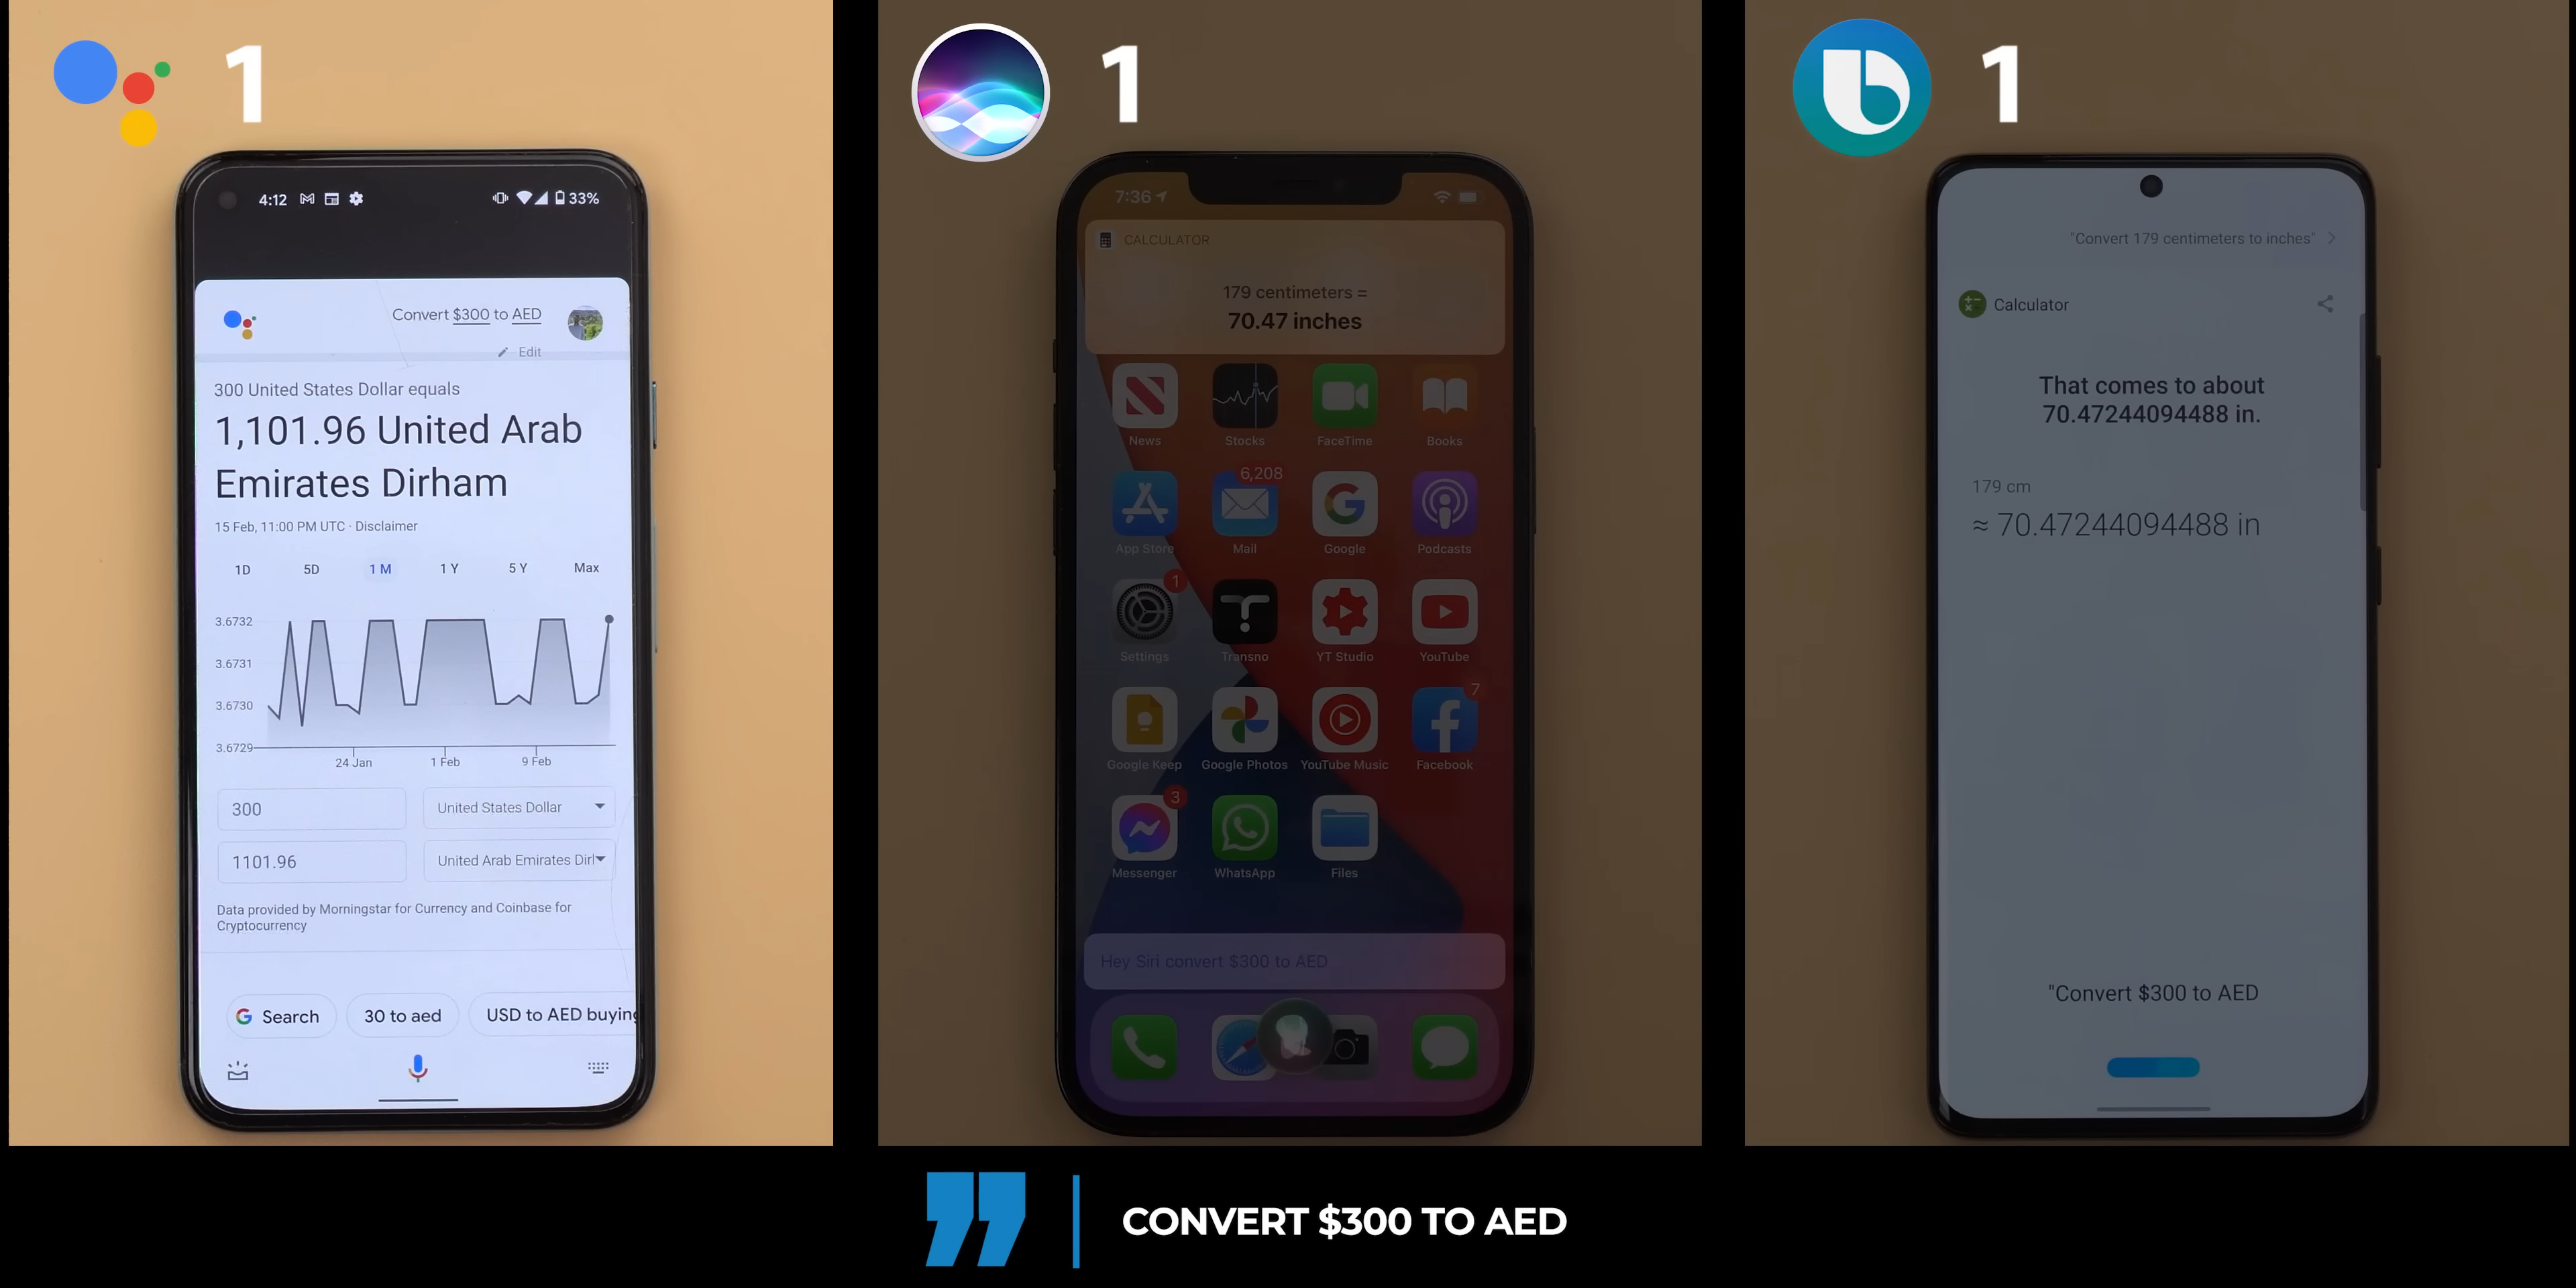 1
4:12
33%
Convert $300 to AED
Edit
300 United States Dollar equals
1,101.96 United Arab
Emirates Dirham
15 Feb, 11:00 PM UTC · Disclaimer
1D 5D 1 M 1 Y 5 Y Max
3.6732
3.6731
3.6730
3.6729
24 Jan 1 Feb 9 Feb
300 United States Dollar
1101.96 United Arab Emirates Dirl
Data provided by Morningstar for Currency and Coinbase for
Cryptocurrency
G Search 30 to aed USD to AED buying
1
7:36
CALCULATOR
179 centimeters =
70.47 inches
News Stocks FaceTime Books
6,208
App Store Mail Google Podcasts
1
Settings Transno YT Studio YouTube
7
Google Keep Google Photos YouTube Music Facebook
3
Messenger WhatsApp Files
Hey Siri convert $300 to AED
1
"Convert 179 centimeters to inches"
Calculator
That comes to about
70.47244094488 in.
179 cm
≈ 70.47244094488 in
"Convert $300 to AED
CONVERT $300 TO AED